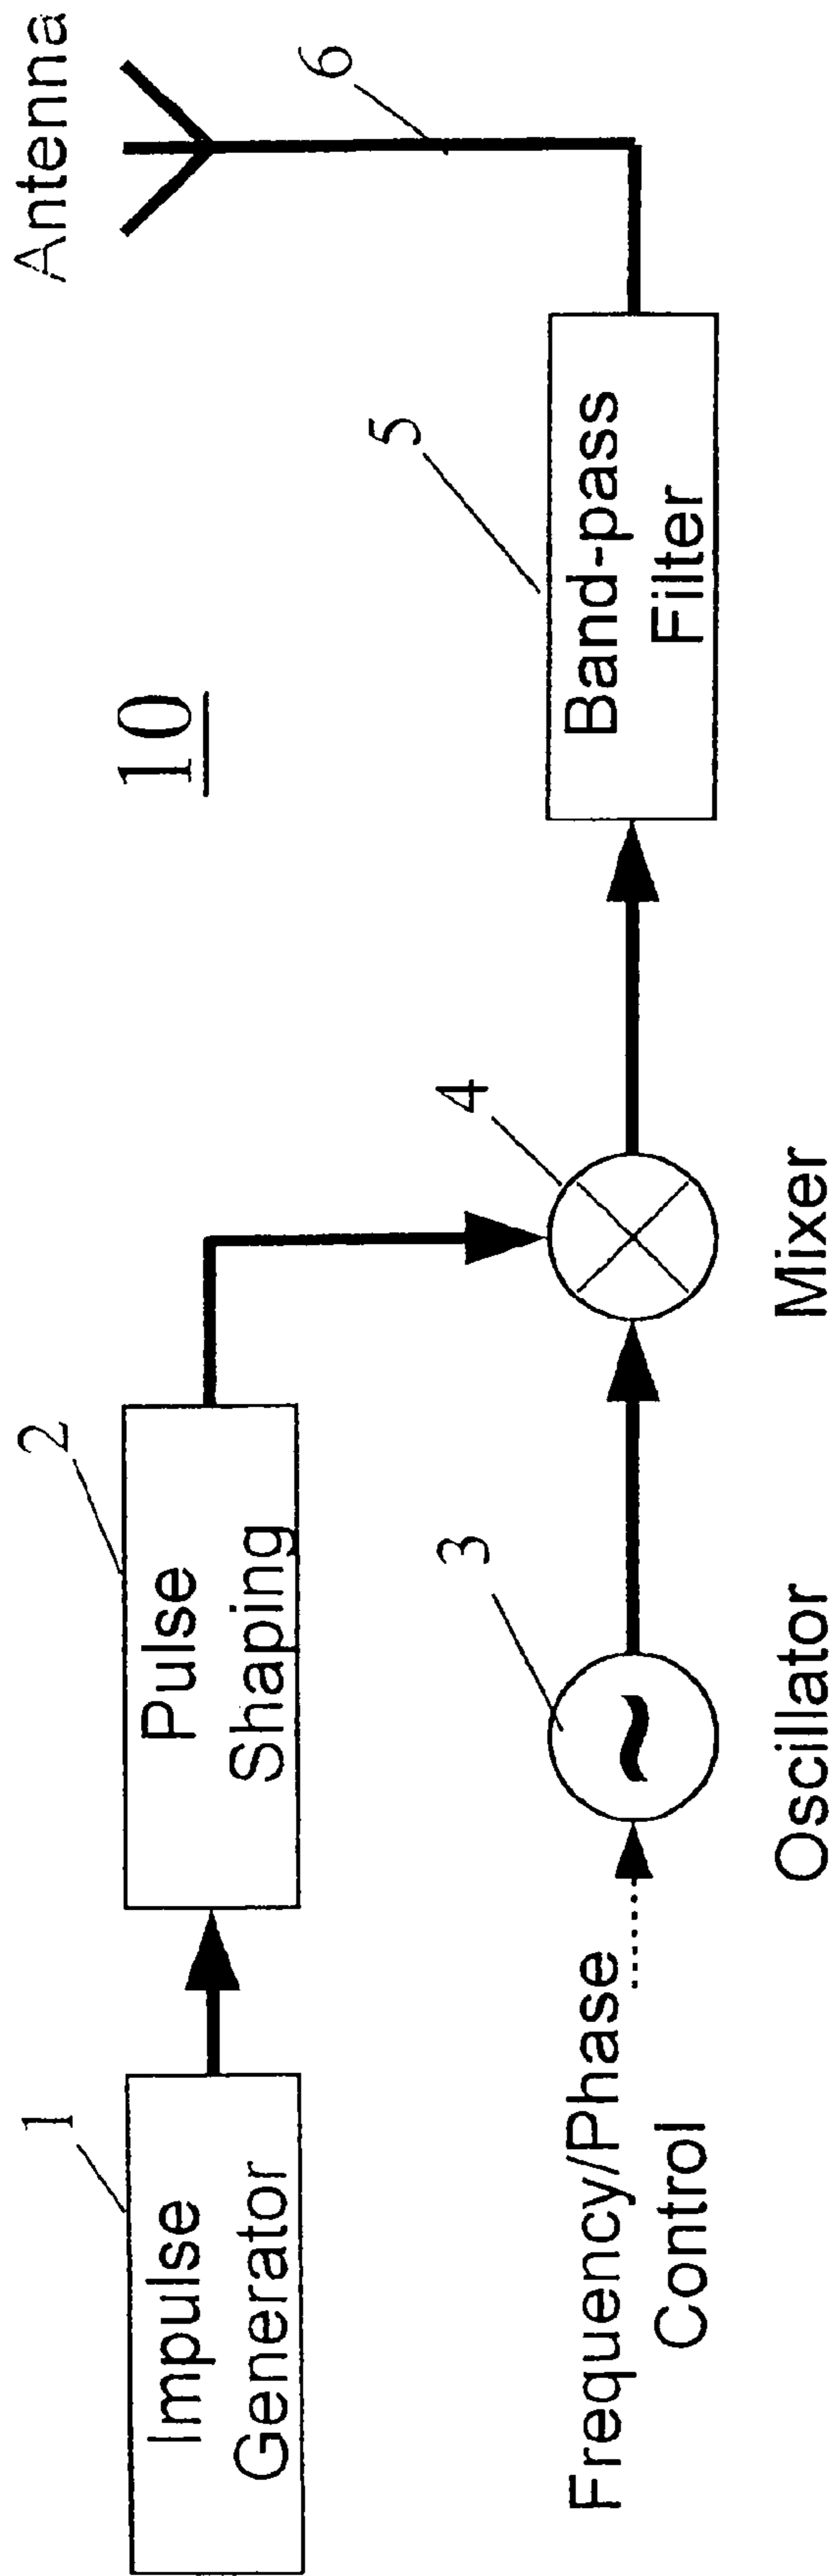 Antenna
6
10
5
Band-pass
Filter
4
Mixer
2
Pulse
Shaping
3
Oscillator
1
Impulse
Generator
Frequency/Phase
Control